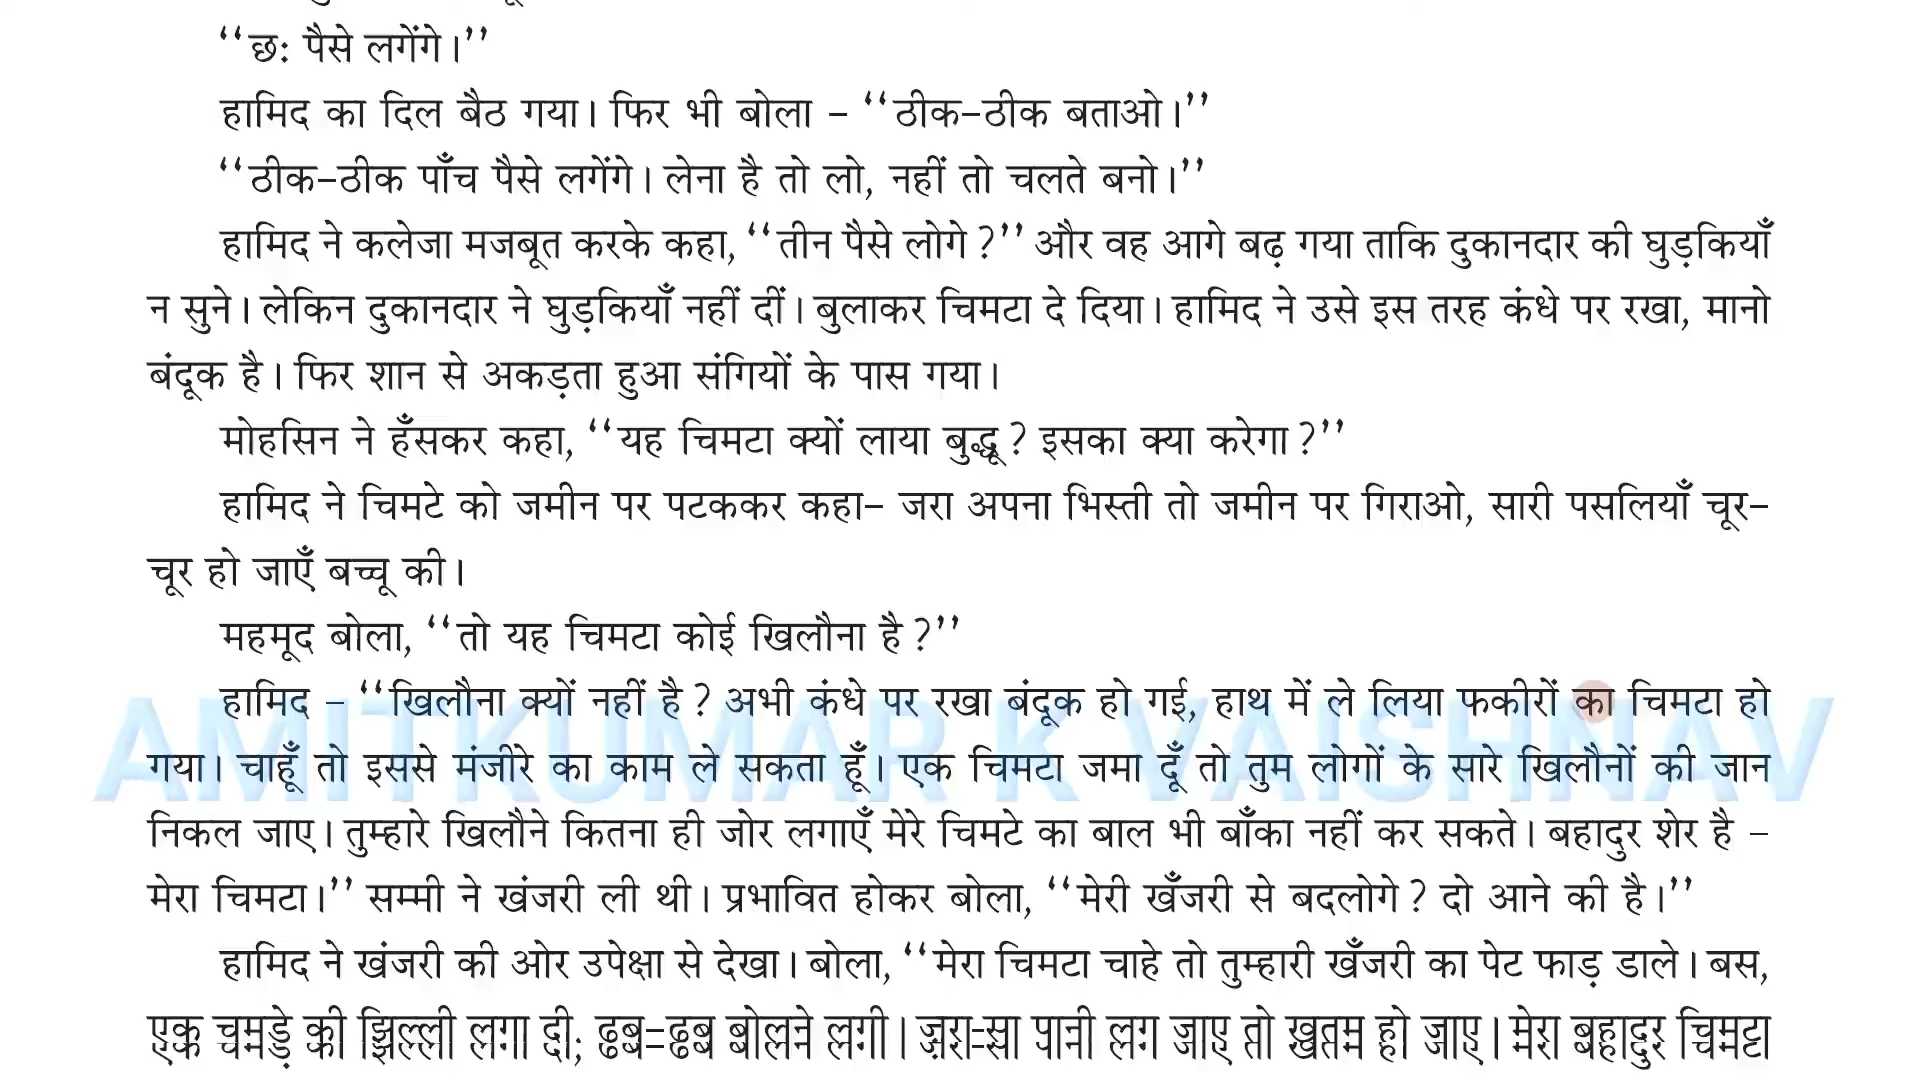 ‘‘छः पैसे लगेंगे।’’
हामिद का दिल बैठ गया। फिर भी बोला – ‘‘ठीक–ठीक बताओ।’’
‘‘ठीक–ठीक पाँच पैसे लगेंगे। लेना है तो लो, नहीं तो चलते बनो।’’
हामिद ने कलेजा मजबूत करके कहा, ‘‘तीन पैसे लोगे ?’’ और वह आगे बढ़ गया ताकि दुकानदार की घुड़कियाँ
न सुने। लेकिन दुकानदार ने घुड़कियाँ नहीं दीं। बुलाकर चिमटा दे दिया। हामिद ने उसे इस तरह कंधे पर रखा, मानो
बंदूक है। फिर शान से अकड़ता हुआ संगियों के पास गया।
मोहसिन ने हँसकर कहा, ‘‘यह चिमटा क्यों लाया बुद्धू ? इसका क्या करेगा ?’’
हामिद ने चिमटे को जमीन पर पटककर कहा– जरा अपना भिस्ती तो जमीन पर गिराओ, सारी पसलियाँ चूर–
चूर हो जाएँ बच्चू की।
महमूद बोला, ‘‘तो यह चिमटा कोई खिलौना है ?’’
हामिद – ‘‘खिलौना क्यों नहीं है ? अभी कंधे पर रखा बंदूक हो गई, हाथ में ले लिया फकीरों का चिमटा हो
गया। चाहूँ तो इससे मंजीरे का काम ले सकता हूँ। एक चिमटा जमा दूँ तो तुम लोगों के सारे खिलौनों की जान
AMITKUMAR K VAISHNAV
निकल जाए। तुम्हारे खिलौने कितना ही जोर लगाएँ मेरे चिमटे का बाल भी बाँका नहीं कर सकते। बहादुर शेर है –
मेरा चिमटा।’’ सम्मी ने खंजरी ली थी। प्रभावित होकर बोला, ‘‘मेरी खँजरी से बदलोगे ? दो आने की है।’’
हामिद ने खंजरी की ओर उपेक्षा से देखा। बोला, ‘‘मेरा चिमटा चाहे तो तुम्हारी खँजरी का पेट फाड़ डाले। बस,
एक चमड़े की झिल्ली लगा दी; ढब–ढब बोलने लगी। ज़रा–सा पानी लग जाए तो खतम हो जाए। मेरा बहादुर चिमटा